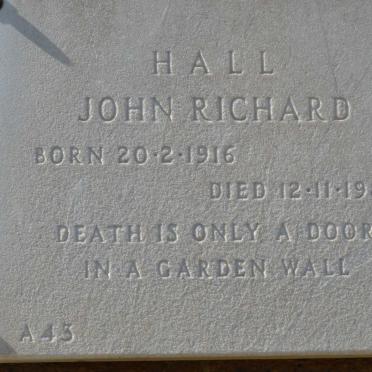 HALL
JOHN RICHARD
BORN 20·2·1916
DIED 12·11·19
DEATH IS ONLY A DOOR
IN A GARDEN WALL
A43